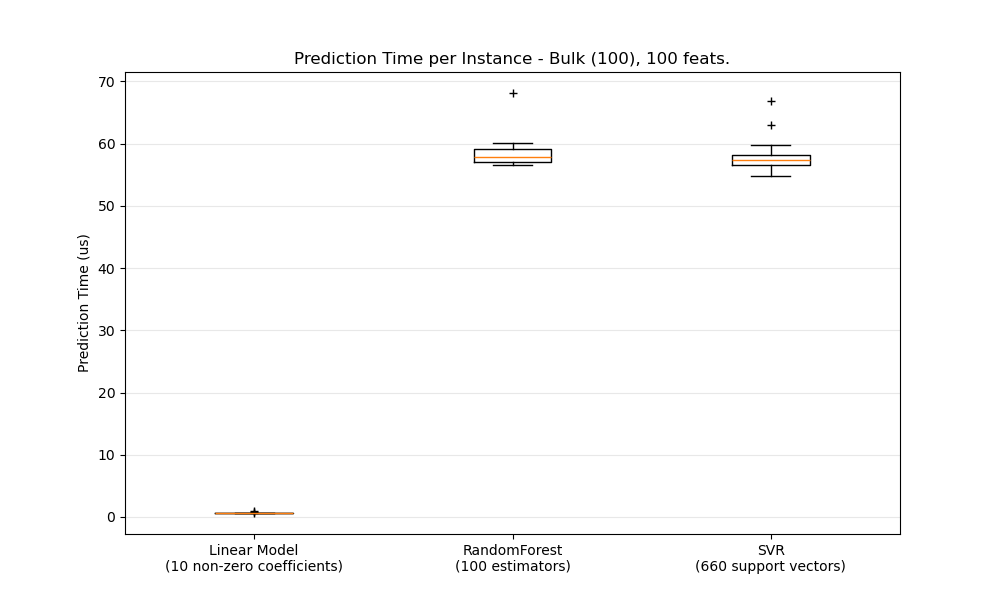 Prediction Time per Instance - Bulk (100), 100 feats.
70
60
50
40
30
20
10
0
Prediction Time (us)
Linear Model
(10 non-zero coefficients)
RandomForest
(100 estimators)
SVR
(660 support vectors)